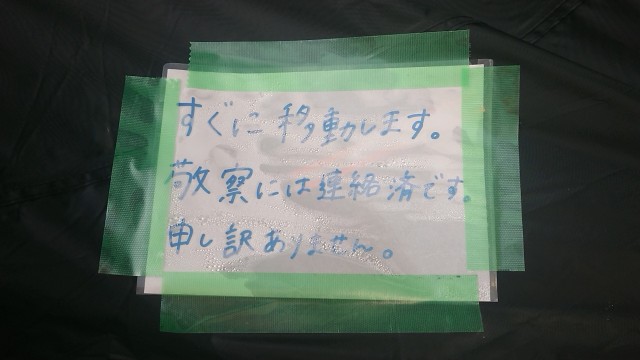 すぐに移動します。
敬察には連絡済です。
申し訳ありません。